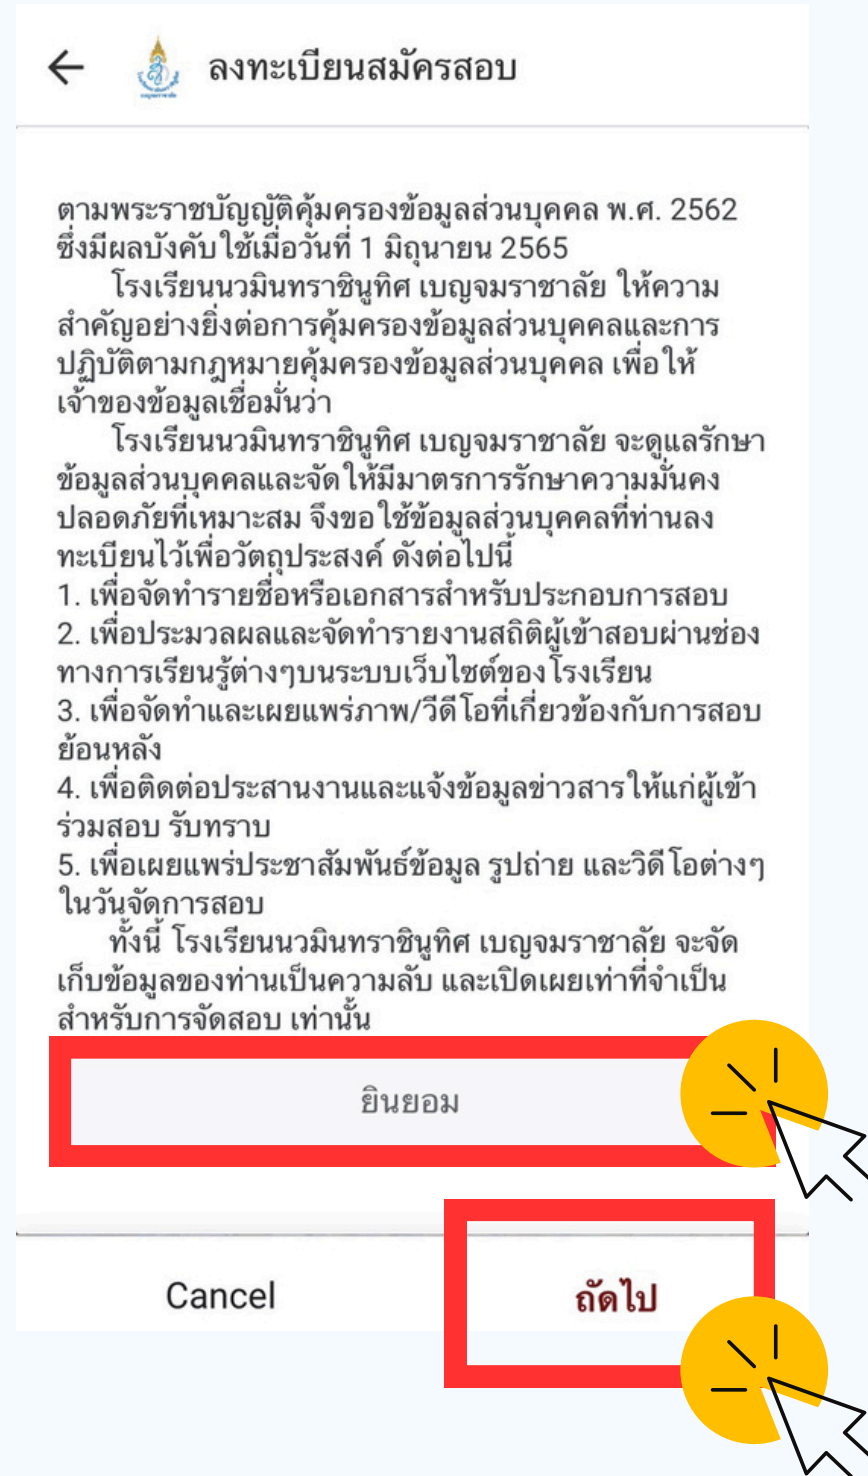 ลงทะเบียนสมัครสอบ
ตามพระราชบัญญัติคุ้มครองข้อมูลส่วนบุคคล พ.ศ. 2562
ซึ่งมีผลบังคับใช้เมื่อวันที่ 1 มิถุนายน 2565
โรงเรียนนวมินทราชินูทิศ เบญจมราชาลัย ให้ความ
สำคัญอย่างยิ่งต่อการคุ้มครองข้อมูลส่วนบุคคลและการ
ปฏิบัติตามกฎหมายคุ้มครองข้อมูลส่วนบุคคล เพื่อให้
เจ้าของข้อมูลเชื่อมั่นว่า
โรงเรียนนวมินทราชินูทิศ เบญจมราชาลัย จะดูแลรักษา
ข้อมูลส่วนบุคคลและจัดให้มีมาตรการรักษาความมั่นคง
ปลอดภัยที่เหมาะสม จึงขอใช้ข้อมูลส่วนบุคคลที่ท่านลง
ทะเบียนไว้เพื่อวัตถุประสงค์ ดังต่อไปนี้
1. เพื่อจัดทำรายชื่อหรือเอกสารสำหรับประกอบการสอบ
2. เพื่อประมวลผลและจัดทำรายงานสถิติผู้เข้าสอบผ่านช่อง
ทางการเรียนรู้ต่างๆบนระบบเว็บไซต์ของโรงเรียน
3. เพื่อจัดทำและเผยแพร่ภาพ/วีดีโอที่เกี่ยวข้องกับการสอบ
ย้อนหลัง
4. เพื่อติดต่อประสานงานและแจ้งข้อมูลข่าวสารให้แก่ผู้เข้า
ร่วมสอบ รับทราบ
5. เพื่อเผยแพร่ประชาสัมพันธ์ข้อมูล รูปถ่าย และวิดีโอต่างๆ
ในวันจัดการสอบ
ทั้งนี้ โรงเรียนนวมินทราชินูทิศ เบญจมราชาลัย จะจัด
เก็บข้อมูลของท่านเป็นความลับ และเปิดเผยเท่าที่จำเป็น
สำหรับการจัดสอบ เท่านั้น
ยินยอม
Cancel
ถัดไป